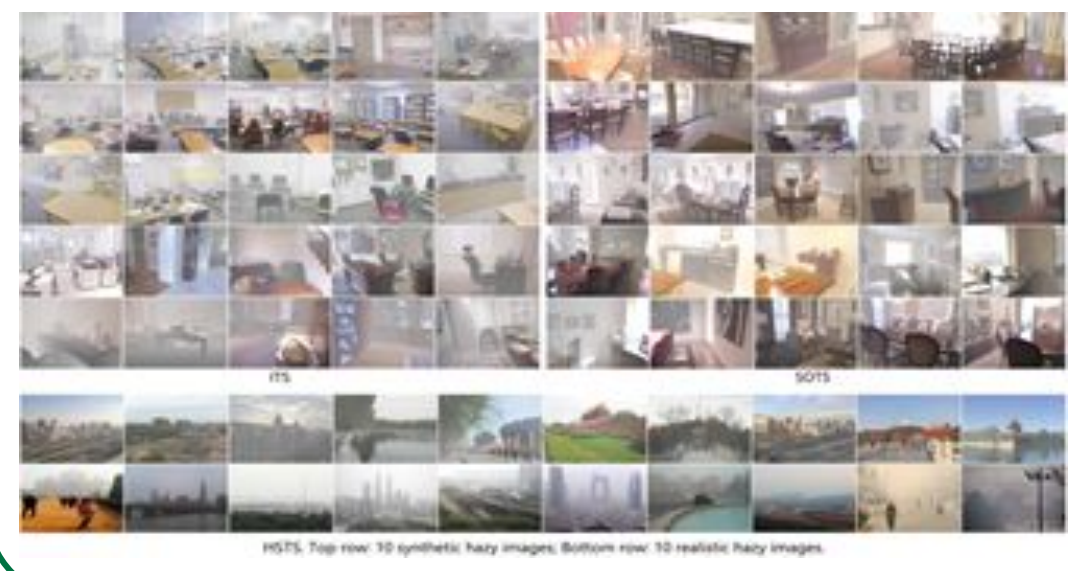 ITS
SOTS
HSTS. Top row: 10 synthetic hazy images; Bottom row: 10 realistic hazy images.